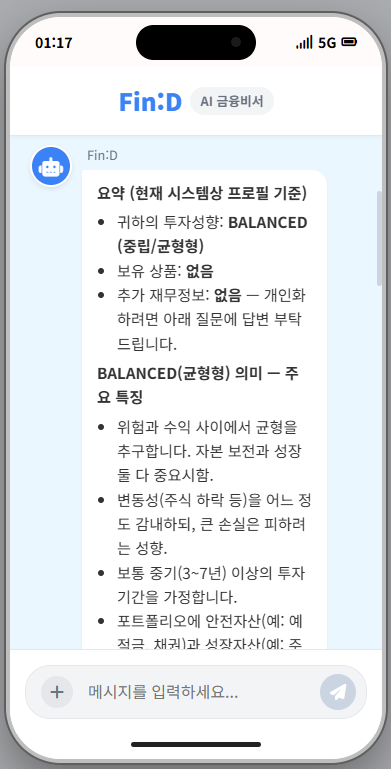 01:17
5G
Fin:D AI 금융비서
Fin:D
요약 (현재 시스템상 프로필 기준)
귀하의 투자성향: BALANCED
(중립/균형형)
보유 상품: 없음
추가 재무정보: 없음 — 개인화
하려면 아래 질문에 답변 부탁
드립니다.
BALANCED(균형형) 의미 — 주
요 특징
위험과 수익 사이에서 균형을
추구합니다. 자본 보전과 성장
둘 다 중요시함.
변동성(주식 하락 등)을 어느 정
도 감내하되, 큰 손실은 피하려
는 성향.
보통 중기(3~7년) 이상의 투자
기간을 가정합니다.
포트폴리오에 안전자산(예: 예
적금, 채권)과 성장자산(예: 주
메시지를 입력하세요...